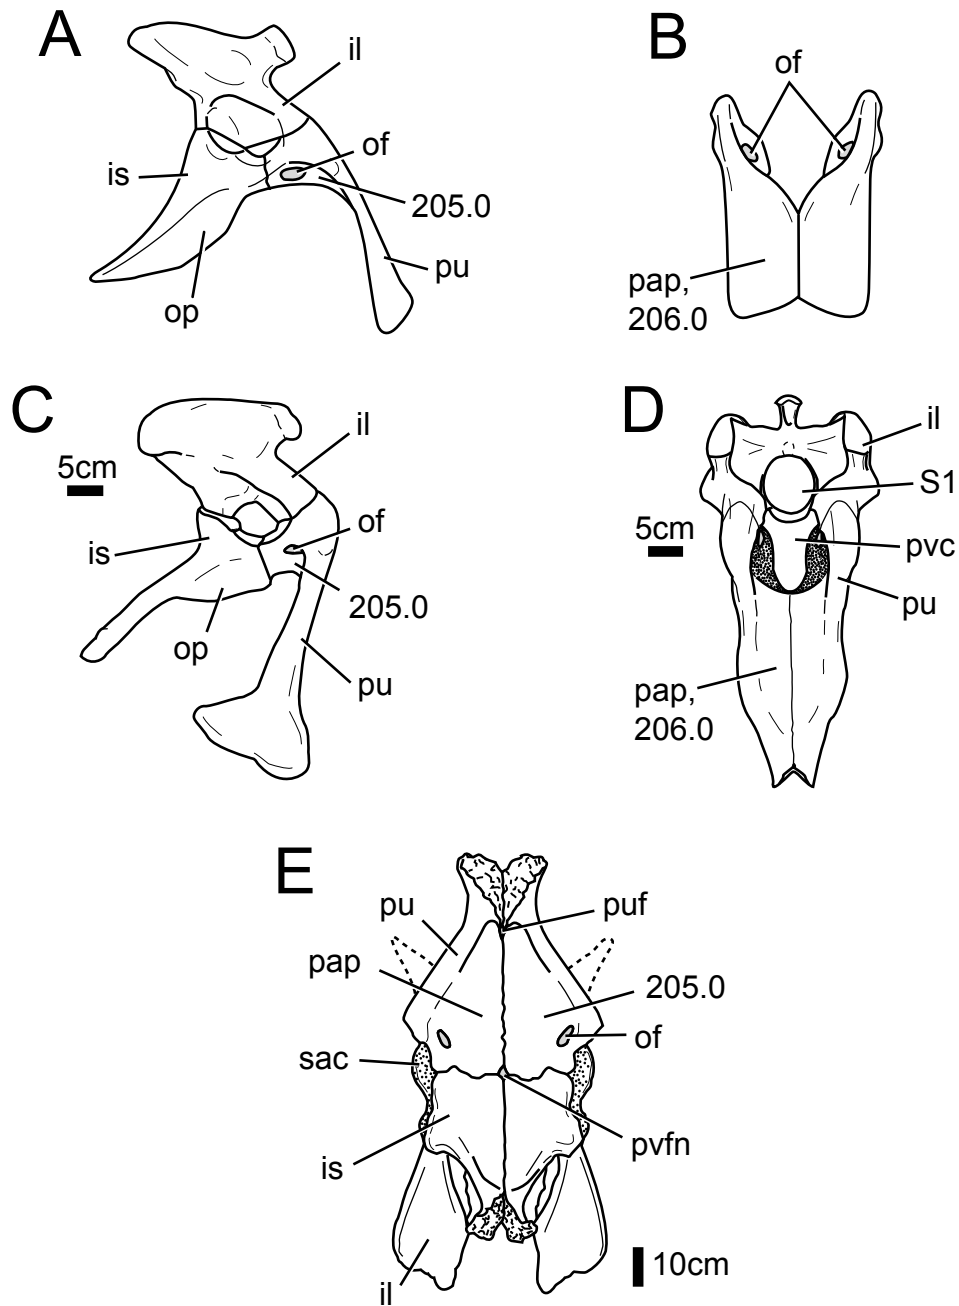 A
il
of
is
205.0
pu
op
B
of
pap,
206.0
C
il
5cm
of
is
205.0
op
pu
D
il
S1
5cm
pvc
pu
pap,
206.0
E
pu
puf
pap
205.0
of
sac
pvfn
is
10cm
il